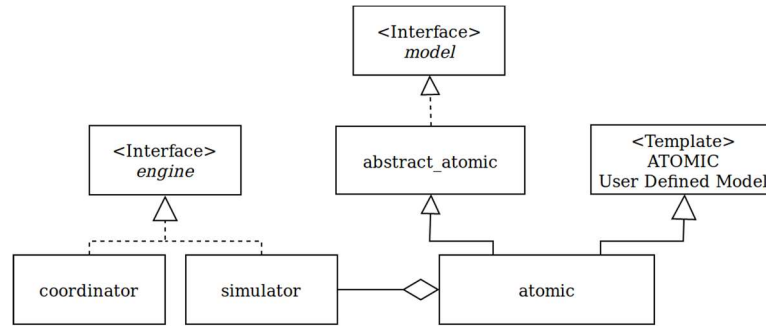 <Interface>
model
<Interface>
engine
abstract_atomic
<Template>
ATOMIC
User Defined Model
coordinator
simulator
atomic